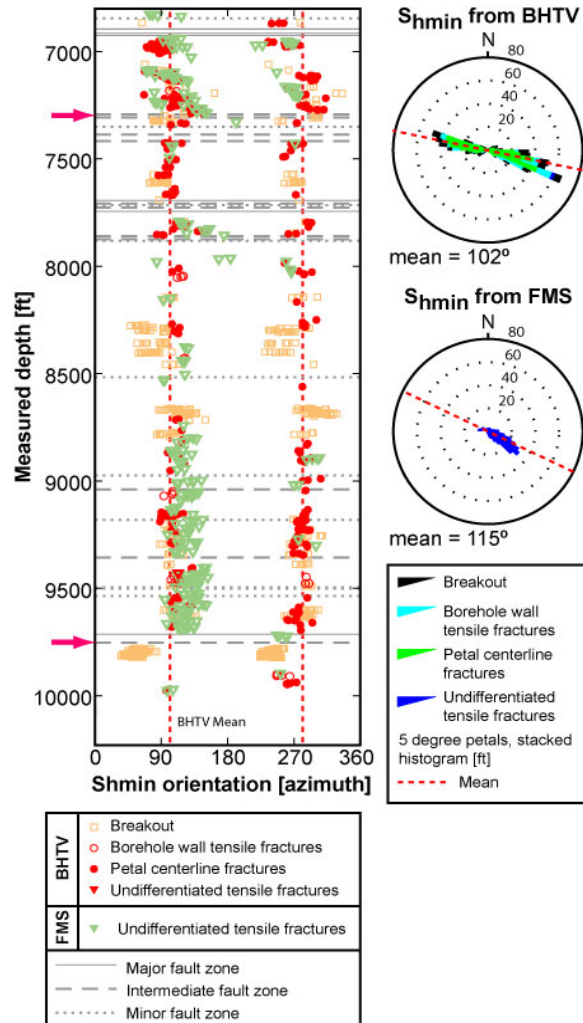 7000
7500
8000
8500
9000
9500
10000
Measured depth [ft]
0 90 180 270 360
BHTV Mean
Shmin orientation [azimuth]
Shmin from BHTV
N
80
60
40
20
mean = 102º
Shmin from FMS
N
80
60
40
20
mean = 115º
Breakout
Borehole wall
tensile fractures
Petal centerline
fractures
Undifferentiated
tensile fractures
5 degree petals, stacked
histogram [ft]
Mean
BHTV
Breakout
Borehole wall tensile fractures
Petal centerline fractures
Undifferentiated tensile fractures
FMS
Undifferentiated tensile fractures
Major fault zone
Intermediate fault zone
Minor fault zone